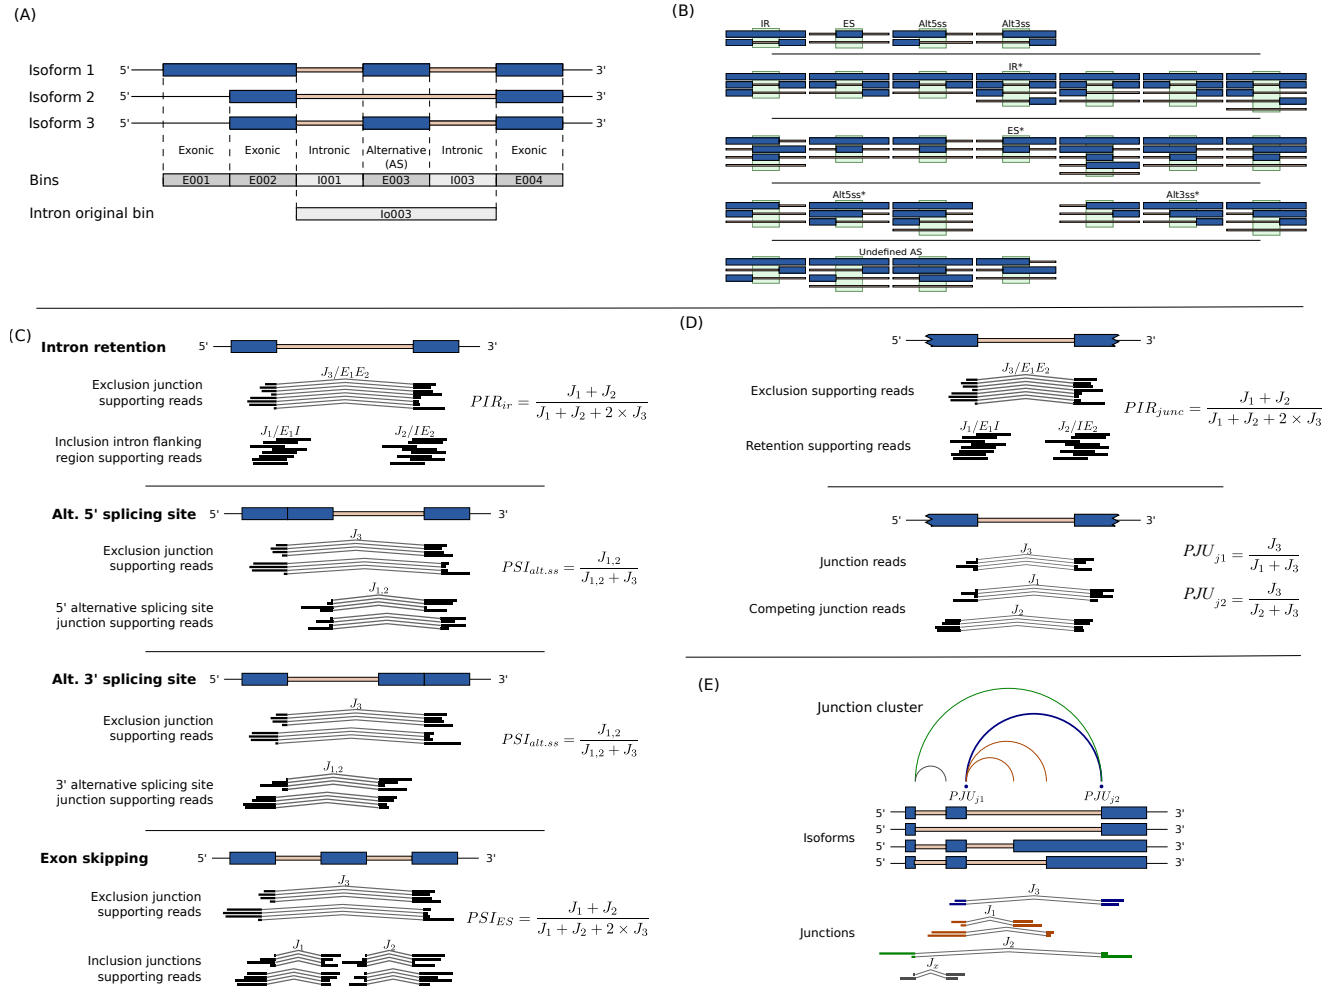 (A)
Isoform 1 5' 3'
Isoform 2 5' 3'
Isoform 3 5' 3'
Exonic Exonic Intronic Alternative (AS) Intronic Exonic
Bins E001 E002 I001 E003 I003 E004
Intron original bin Io003
(B)
IR ES Alt5ss Alt3ss
IR*
ES*
Alt5ss* Alt3ss*
Undefined AS
(C)
Intron retention 5' 3'
Exclusion junction
supporting reads
J3/E1E2
PIR_ir = (J1 + J2) / (J1 + J2 + 2 × J3)
Inclusion intron flanking
region supporting reads
J1/E1I J2/IE2
Alt. 5' splicing site 5' 3'
Exclusion junction
supporting reads
J3
PSI_alt.ss = J1,2 / (J1,2 + J3)
5' alternative splicing site
junction supporting reads
J1,2
Alt. 3' splicing site 5' 3'
Exclusion junction
supporting reads
J3
PSI_alt.ss = J1,2 / (J1,2 + J3)
3' alternative splicing site
junction supporting reads
J1,2
Exon skipping 5' 3'
Exclusion junction
supporting reads
J3
PSI_ES = (J1 + J2) / (J1 + J2 + 2 × J3)
Inclusion junctions
supporting reads
J1 J2
(D)
5' 3'
Exclusion supporting reads
J3/E1E2
PIR_junc = (J1 + J2) / (J1 + J2 + 2 × J3)
Retention supporting reads
J1/E1I J2/IE2
5' 3'
Junction reads
J3
PJU_j1 = J3 / (J1 + J3)
Competing junction reads
J1
J2
PJU_j2 = J3 / (J2 + J3)
(E)
Junction cluster
PJU_j1 PJU_j2
Isoforms
5' 3'
5' 3'
5' 3'
5' 3'
Junctions
J3
J1
J2
Jx